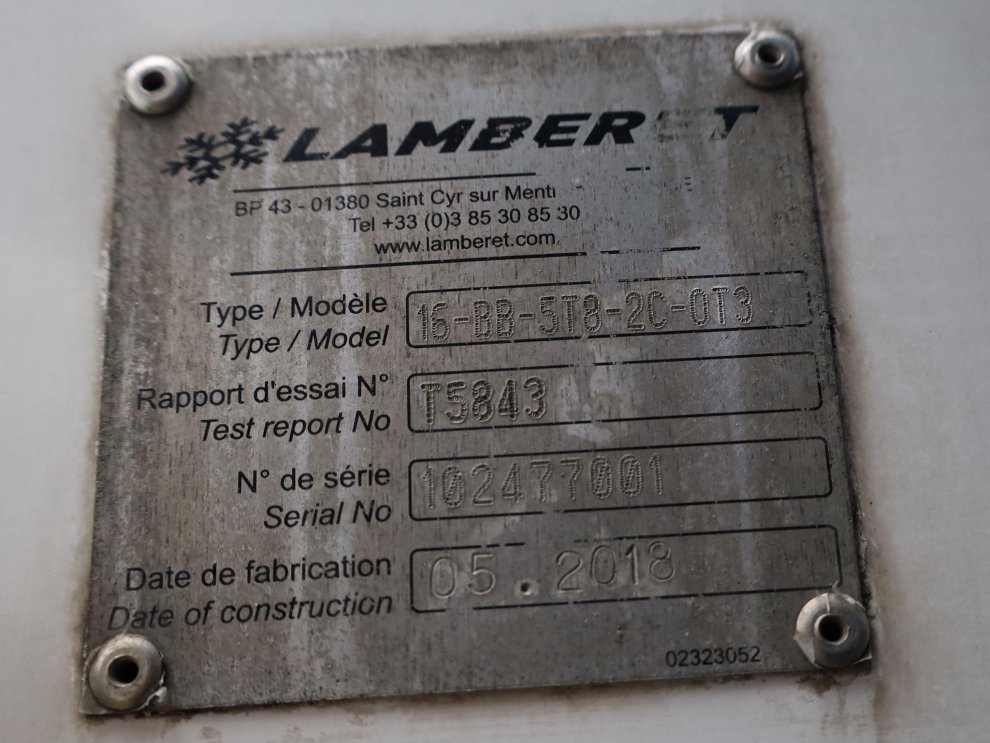 LAMBERET
BP 43 - 01380 Saint Cyr sur Menth
Tel +33 (0)3 85 30 85 30
www.lamberet.com
Type / Modèle
Type / Model
16-BB-5T8-2C-0T3
Rapport d'essai N°
Test report No
T5843
N° de série
Serial No
102477001
Date de fabrication
Date of construction
05.2018
02323052